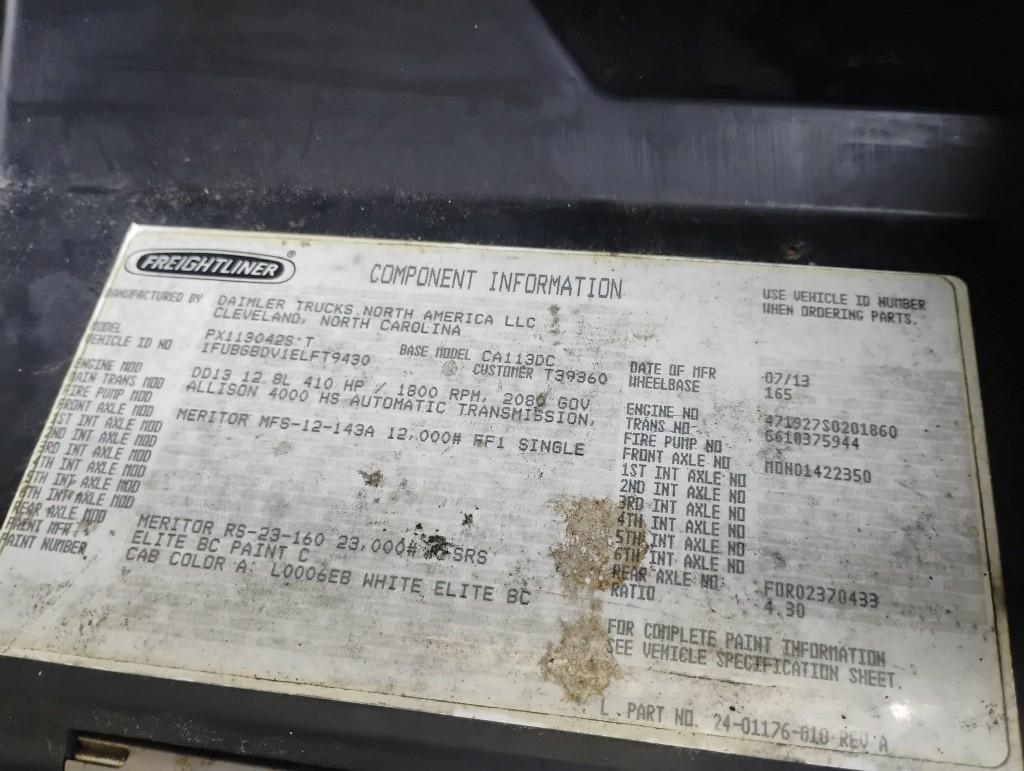 FREIGHTLINER ®
COMPONENT INFORMATION
USE VEHICLE ID NUMBER
WHEN ORDERING PARTS.
MANUFACTURED BY DAIMLER TRUCKS NORTH AMERICA LLC
CLEVELAND, NORTH CAROLINA
MODEL PX113042S T BASE MODEL CA113DC DATE OF MFR 07/13
VEHICLE ID NO 1FUBGBDV1ELFT9430 CUSTOMER T39360 WHEELBASE 165
ENGINE MOD DD13 12.8L 410 HP / 1800 RPM, 2080 GOV ENGINE NO 471927S0201860
MAIN TRANS MOD ALLISON 4000 HS AUTOMATIC TRANSMISSION, TRANS NO 6610375944
FIRE PUMP MOD FIRE PUMP NO
FRONT AXLE MOD MERITOR MFS-12-143A 12,000# FF1 SINGLE FRONT AXLE NO
1ST INT AXLE MOD 1ST INT AXLE NO
2ND INT AXLE MOD 2ND INT AXLE NO
3RD INT AXLE MOD 3RD INT AXLE NO
4TH INT AXLE MOD 4TH INT AXLE NO
5TH INT AXLE MOD 5TH INT AXLE NO
6TH INT AXLE MOD 6TH INT AXLE NO
REAR AXLE MOD MERITOR RS-23-160 23,000# REAR AXLE NO FOR02370433
PAINT MFR ELITE BC PAINT C RATIO 4.30
PAINT NUMBER CAB COLOR A: L0006EB WHITE ELITE BC
FOR COMPLETE PAINT INFORMATION
SEE VEHICLE SPECIFICATION SHEET.
L. PART NO. 24-01176-010 REV A